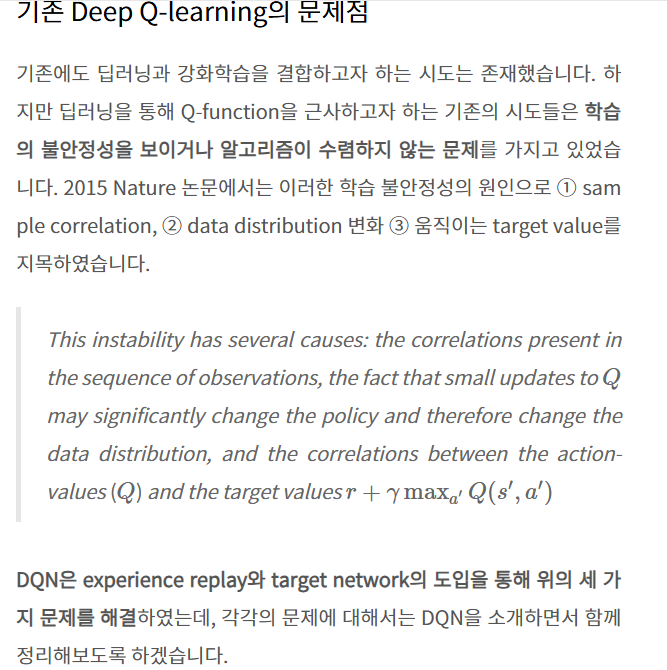 기존 Deep Q-learning의 문제점
기존에도 딥러닝과 강화학습을 결합하고자 하는 시도는 존재했습니다. 하
지만 딥러닝을 통해 Q-function을 근사하고자 하는 기존의 시도들은 학습
의 불안정성을 보이거나 알고리즘이 수렴하지 않는 문제를 가지고 있었습
니다. 2015 Nature 논문에서는 이러한 학습 불안정성의 원인으로 ① sam
ple correlation, ② data distribution 변화 ③ 움직이는 target value를
지목하였습니다.
This instability has several causes: the correlations present in
the sequence of observations, the fact that small updates to Q
may significantly change the policy and therefore change the
data distribution, and the correlations between the action-
values (Q) and the target values r + γ maxₐ′ Q(s′, a′)
DQN은 experience replay와 target network의 도입을 통해 위의 세 가
지 문제를 해결하였는데, 각각의 문제에 대해서는 DQN을 소개하면서 함께
정리해보도록 하겠습니다.